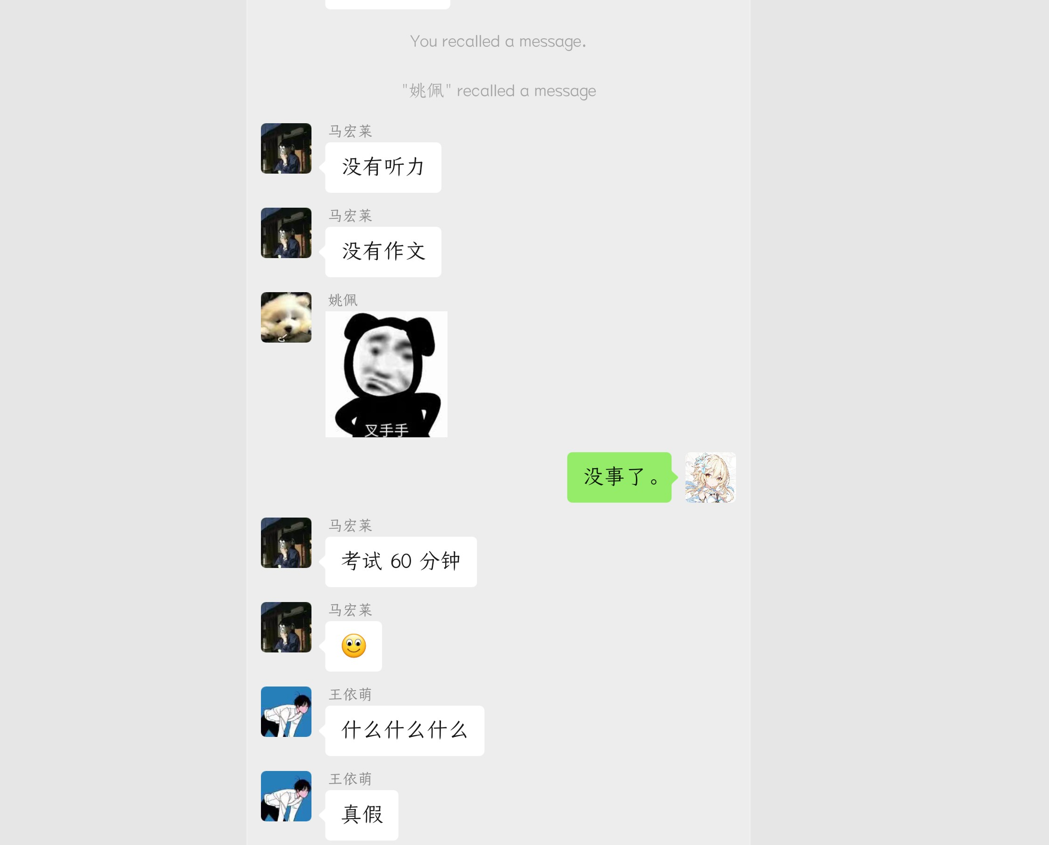 You recalled a message.
"姚佩" recalled a message
马宏莱
没有听力
马宏莱
没有作文
姚佩
叉手手
没事了。
马宏莱
考试 60 分钟
马宏莱
王依萌
什么什么什么
王依萌
真假